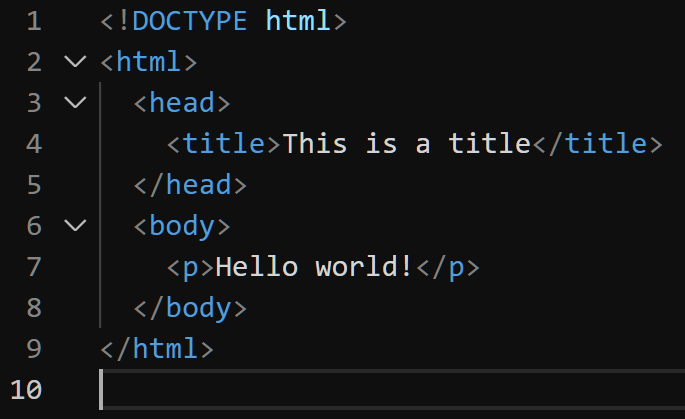 1 <!DOCTYPE html>
2 <html>
3   <head>
4     <title>This is a title</title>
5   </head>
6   <body>
7     <p>Hello world!</p>
8   </body>
9 </html>
10